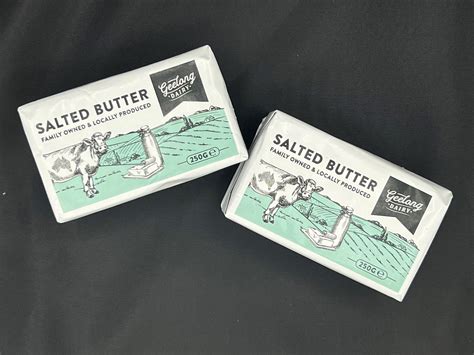 Geelong
DAIRY
SALTED BUTTER
FAMILY OWNED & LOCALLY PRODUCED
250G℮
Geelong
DAIRY
SALTED BUTTER
FAMILY OWNED & LOCALLY PRODUCED
250G℮